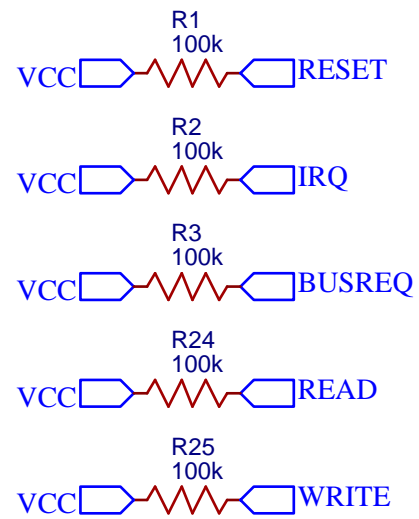 R1
100k
VCC RESET
R2
100k
VCC IRQ
R3
100k
VCC BUSREQ
R24
100k
VCC READ
R25
100k
VCC WRITE